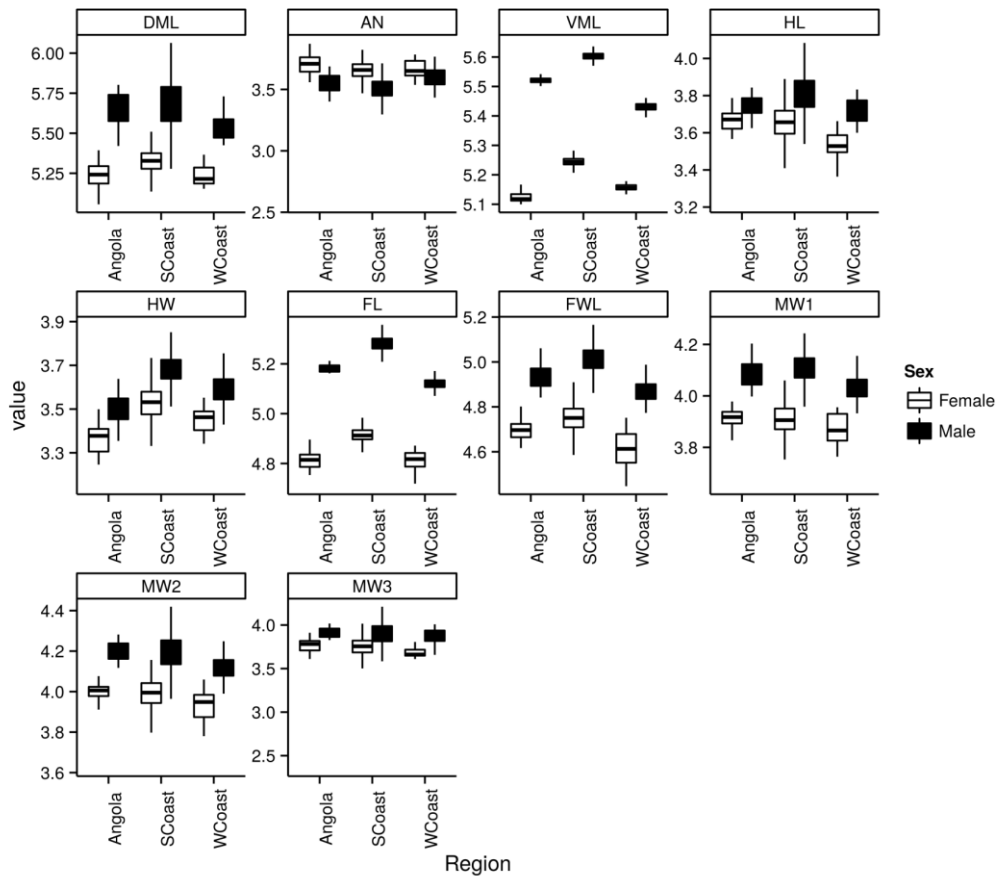 DML
AN
VML
HL
6.00
5.75
5.50
5.25
3.5
3.0
2.5
5.6
5.5
5.4
5.3
5.2
5.1
4.0
3.8
3.6
3.4
3.2
Angola
SCoast
WCoast
Angola
SCoast
WCoast
Angola
SCoast
WCoast
Angola
SCoast
WCoast
HW
FL
FWL
MW1
value
3.9
3.7
3.5
3.3
5.2
5.0
4.8
5.2
5.0
4.8
4.6
4.2
4.0
3.8
Angola
SCoast
WCoast
Angola
SCoast
WCoast
Angola
SCoast
WCoast
Angola
SCoast
WCoast
Sex
Female
Male
MW2
MW3
4.4
4.2
4.0
3.8
3.6
4.0
3.5
3.0
2.5
Angola
SCoast
WCoast
Angola
SCoast
WCoast
Region